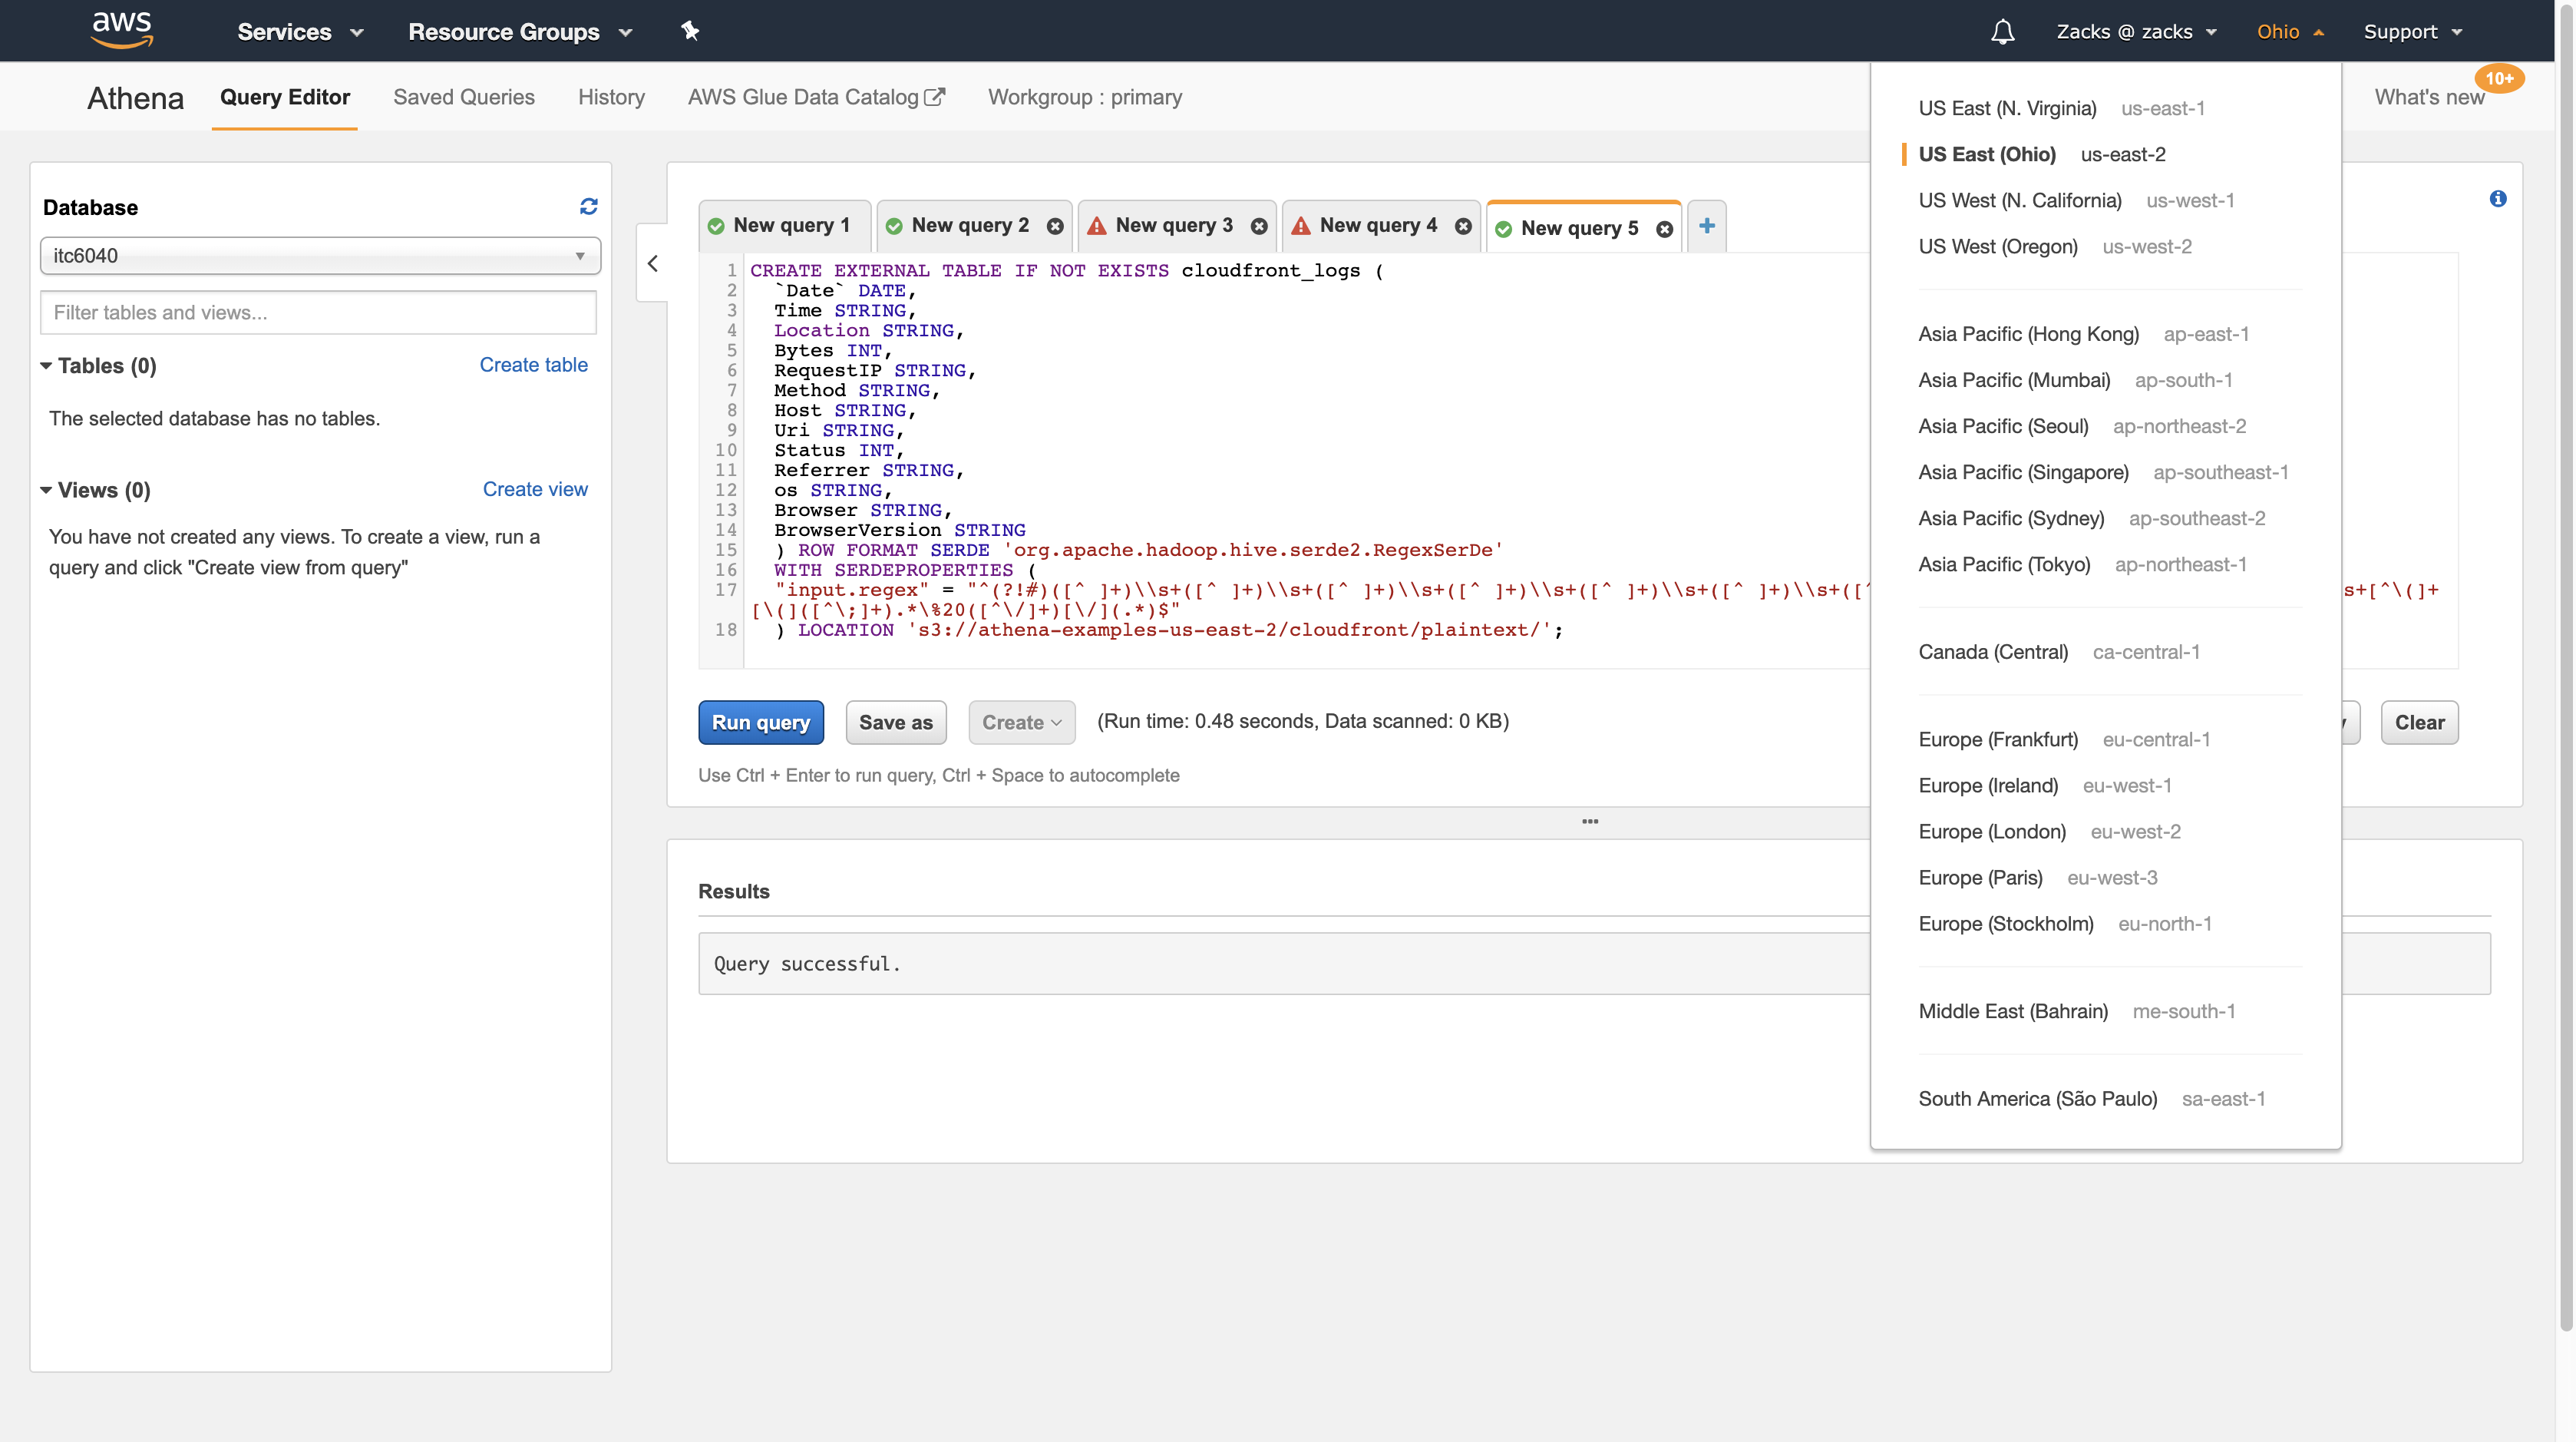 aws Services Resource Groups Zacks @ zacks Ohio Support
Athena Query Editor Saved Queries History AWS Glue Data Catalog Workgroup : primary What's new 10+
Database
itc6040
Filter tables and views...
Tables (0) Create table
The selected database has no tables.
Views (0) Create view
You have not created any views. To create a view, run a
query and click "Create view from query"
New query 1 New query 2 New query 3 New query 4 New query 5 +
1 CREATE EXTERNAL TABLE IF NOT EXISTS cloudfront_logs (
2 `Date` DATE,
3 Time STRING,
4 Location STRING,
5 Bytes INT,
6 RequestIP STRING,
7 Method STRING,
8 Host STRING,
9 Uri STRING,
10 Status INT,
11 Referrer STRING,
12 os STRING,
13 Browser STRING,
14 BrowserVersion STRING
15 ) ROW FORMAT SERDE 'org.apache.hadoop.hive.serde2.RegexSerDe'
16 WITH SERDEPROPERTIES (
17 "input.regex" = "^(?!#)([^ ]+)\\s+([^ ]+)\\s+([^ ]+)\\s+([^ ]+)\\s+([^ ]+)\\s+([^ ]+)\\s+([^ s+[^\(]+
[\(]([^\;]+).*\%20([^\/]+)[\/](.*)$"
18 ) LOCATION 's3://athena-examples-us-east-2/cloudfront/plaintext/';
Run query Save as Create (Run time: 0.48 seconds, Data scanned: 0 KB) Clear
Use Ctrl + Enter to run query, Ctrl + Space to autocomplete
Results
Query successful.
US East (N. Virginia) us-east-1
US East (Ohio) us-east-2
US West (N. California) us-west-1
US West (Oregon) us-west-2
Asia Pacific (Hong Kong) ap-east-1
Asia Pacific (Mumbai) ap-south-1
Asia Pacific (Seoul) ap-northeast-2
Asia Pacific (Singapore) ap-southeast-1
Asia Pacific (Sydney) ap-southeast-2
Asia Pacific (Tokyo) ap-northeast-1
Canada (Central) ca-central-1
Europe (Frankfurt) eu-central-1
Europe (Ireland) eu-west-1
Europe (London) eu-west-2
Europe (Paris) eu-west-3
Europe (Stockholm) eu-north-1
Middle East (Bahrain) me-south-1
South America (São Paulo) sa-east-1